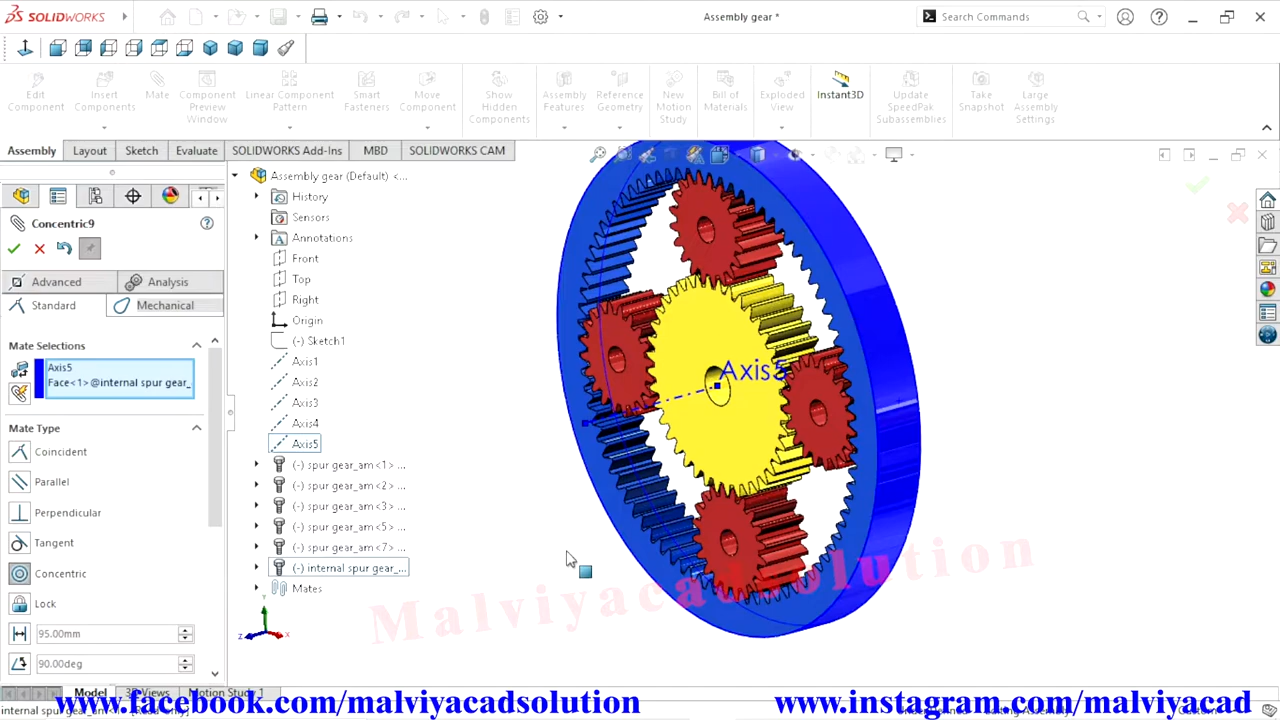 SOLIDWORKS
Assembly gear *
Search Commands
Edit Component
Insert Components
Mate
Component Preview Window
Linear Component Pattern
Smart Fasteners
Move Component
Show Hidden Components
Assembly Features
Reference Geometry
New Motion Study
Bill of Materials
Exploded View
Instant3D
Update SpeedPak Subassemblies
Take Snapshot
Large Assembly Settings
Assembly
Layout
Sketch
Evaluate
SOLIDWORKS Add-Ins
MBD
SOLIDWORKS CAM
Concentric9
Advanced
Analysis
Standard
Mechanical
Mate Selections
Axis5
Face<1>@internal spur gear_
Mate Type
Coincident
Parallel
Perpendicular
Tangent
Concentric
Lock
95.00mm
90.00deg
Assembly gear (Default) <...
History
Sensors
Annotations
Front
Top
Right
Origin
(-) Sketch1
Axis1
Axis2
Axis3
Axis4
Axis5
(-) spur gear_am<1> ...
(-) spur gear_am<2> ...
(-) spur gear_am<3> ...
(-) spur gear_am<5> ...
(-) spur gear_am<7> ...
(-) internal spur gear_...
Mates
Axis5
Y
Z
X
Malviyacadsolution
Model
3D Views
Motion Study 1
www.facebook.com/malviyacadsolution
www.instagram.com/malviyacad